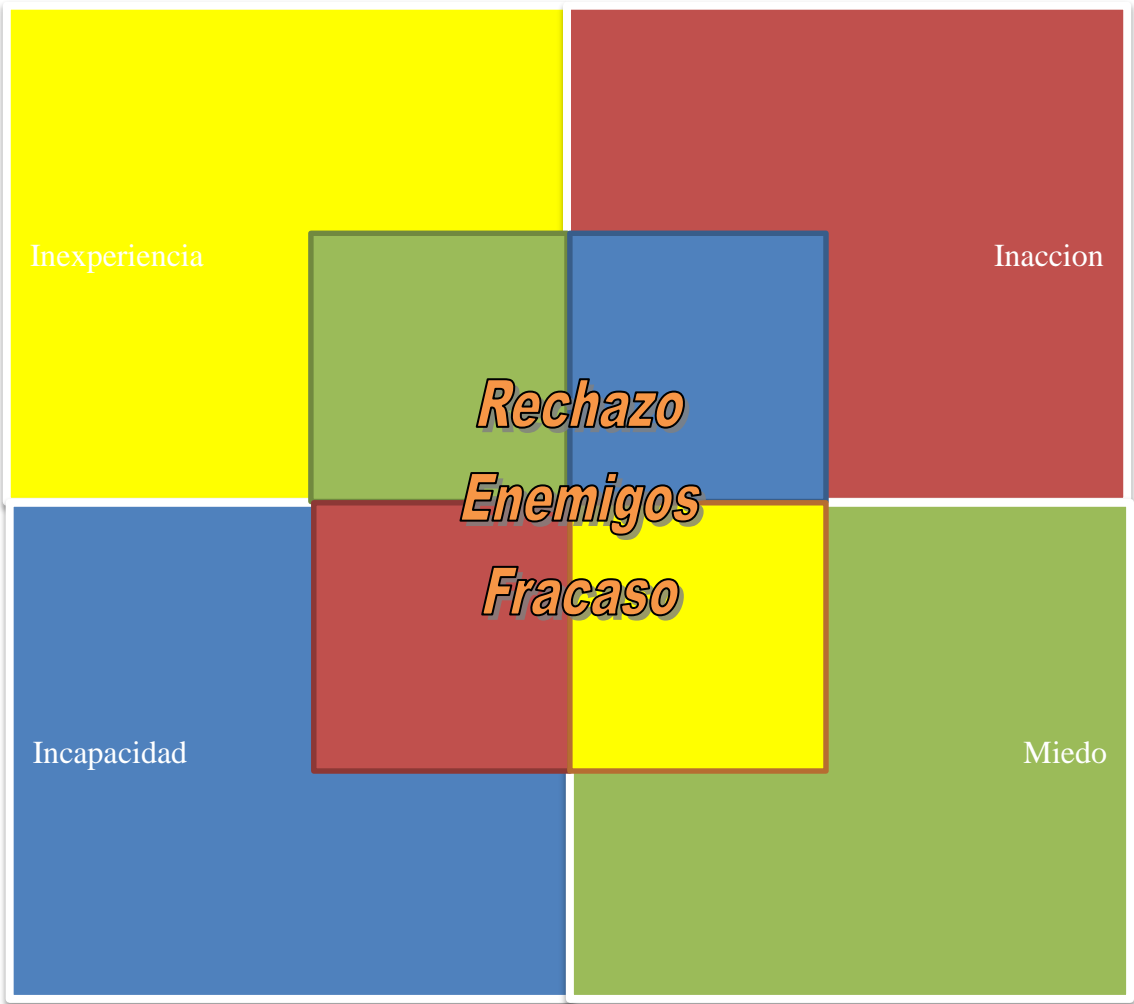 Inexperiencia
Inaccion
Rechazo
Enemigos
Fracaso
Incapacidad
Miedo